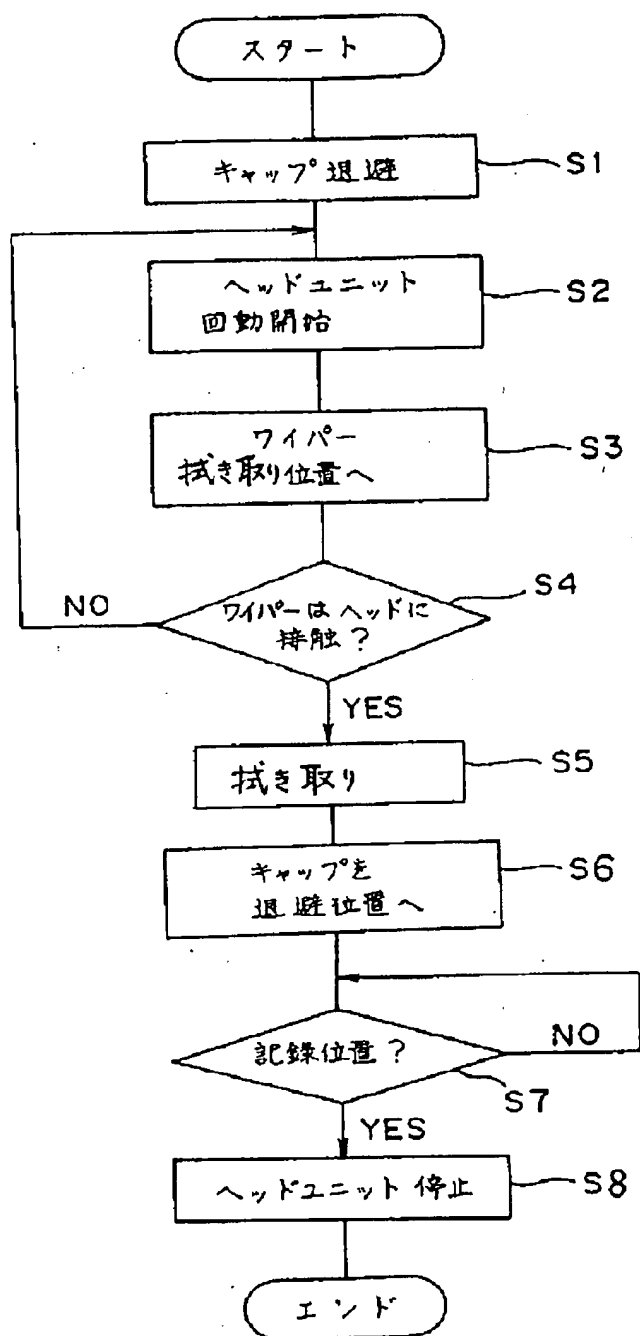 スタート
キャップ退避
S1
ヘッドユニット
回動開始
S2
ワイパー
拭き取り位置へ
S3
ワイパーはヘッドに
接触?
S4
NO
YES
拭き取り
S5
キャップを
退避位置へ
S6
記録位置?
NO
S7
YES
ヘッドユニット停止
S8
エンド